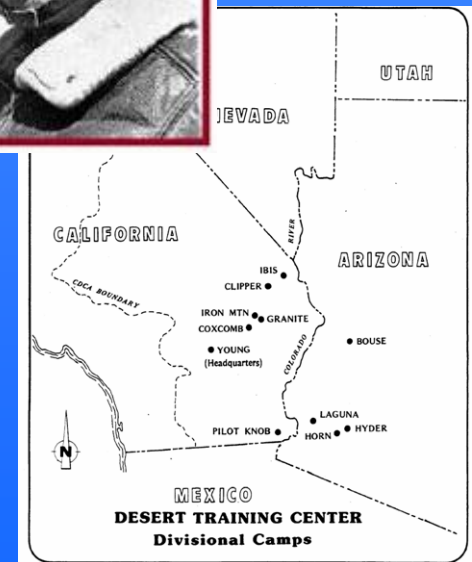 UTAH
NEVADA
CALIFORNIA
RIVER
ARIZONA
IBIS
CLIPPER
CDCA BOUNDARY
IRON MTN
GRANITE
COXCOMB
COLORADO
BOUSE
YOUNG
(Headquarters)
LAGUNA
PILOT KNOB
HYDER
HORN
N
MEXICO
DESERT TRAINING CENTER
Divisional Camps